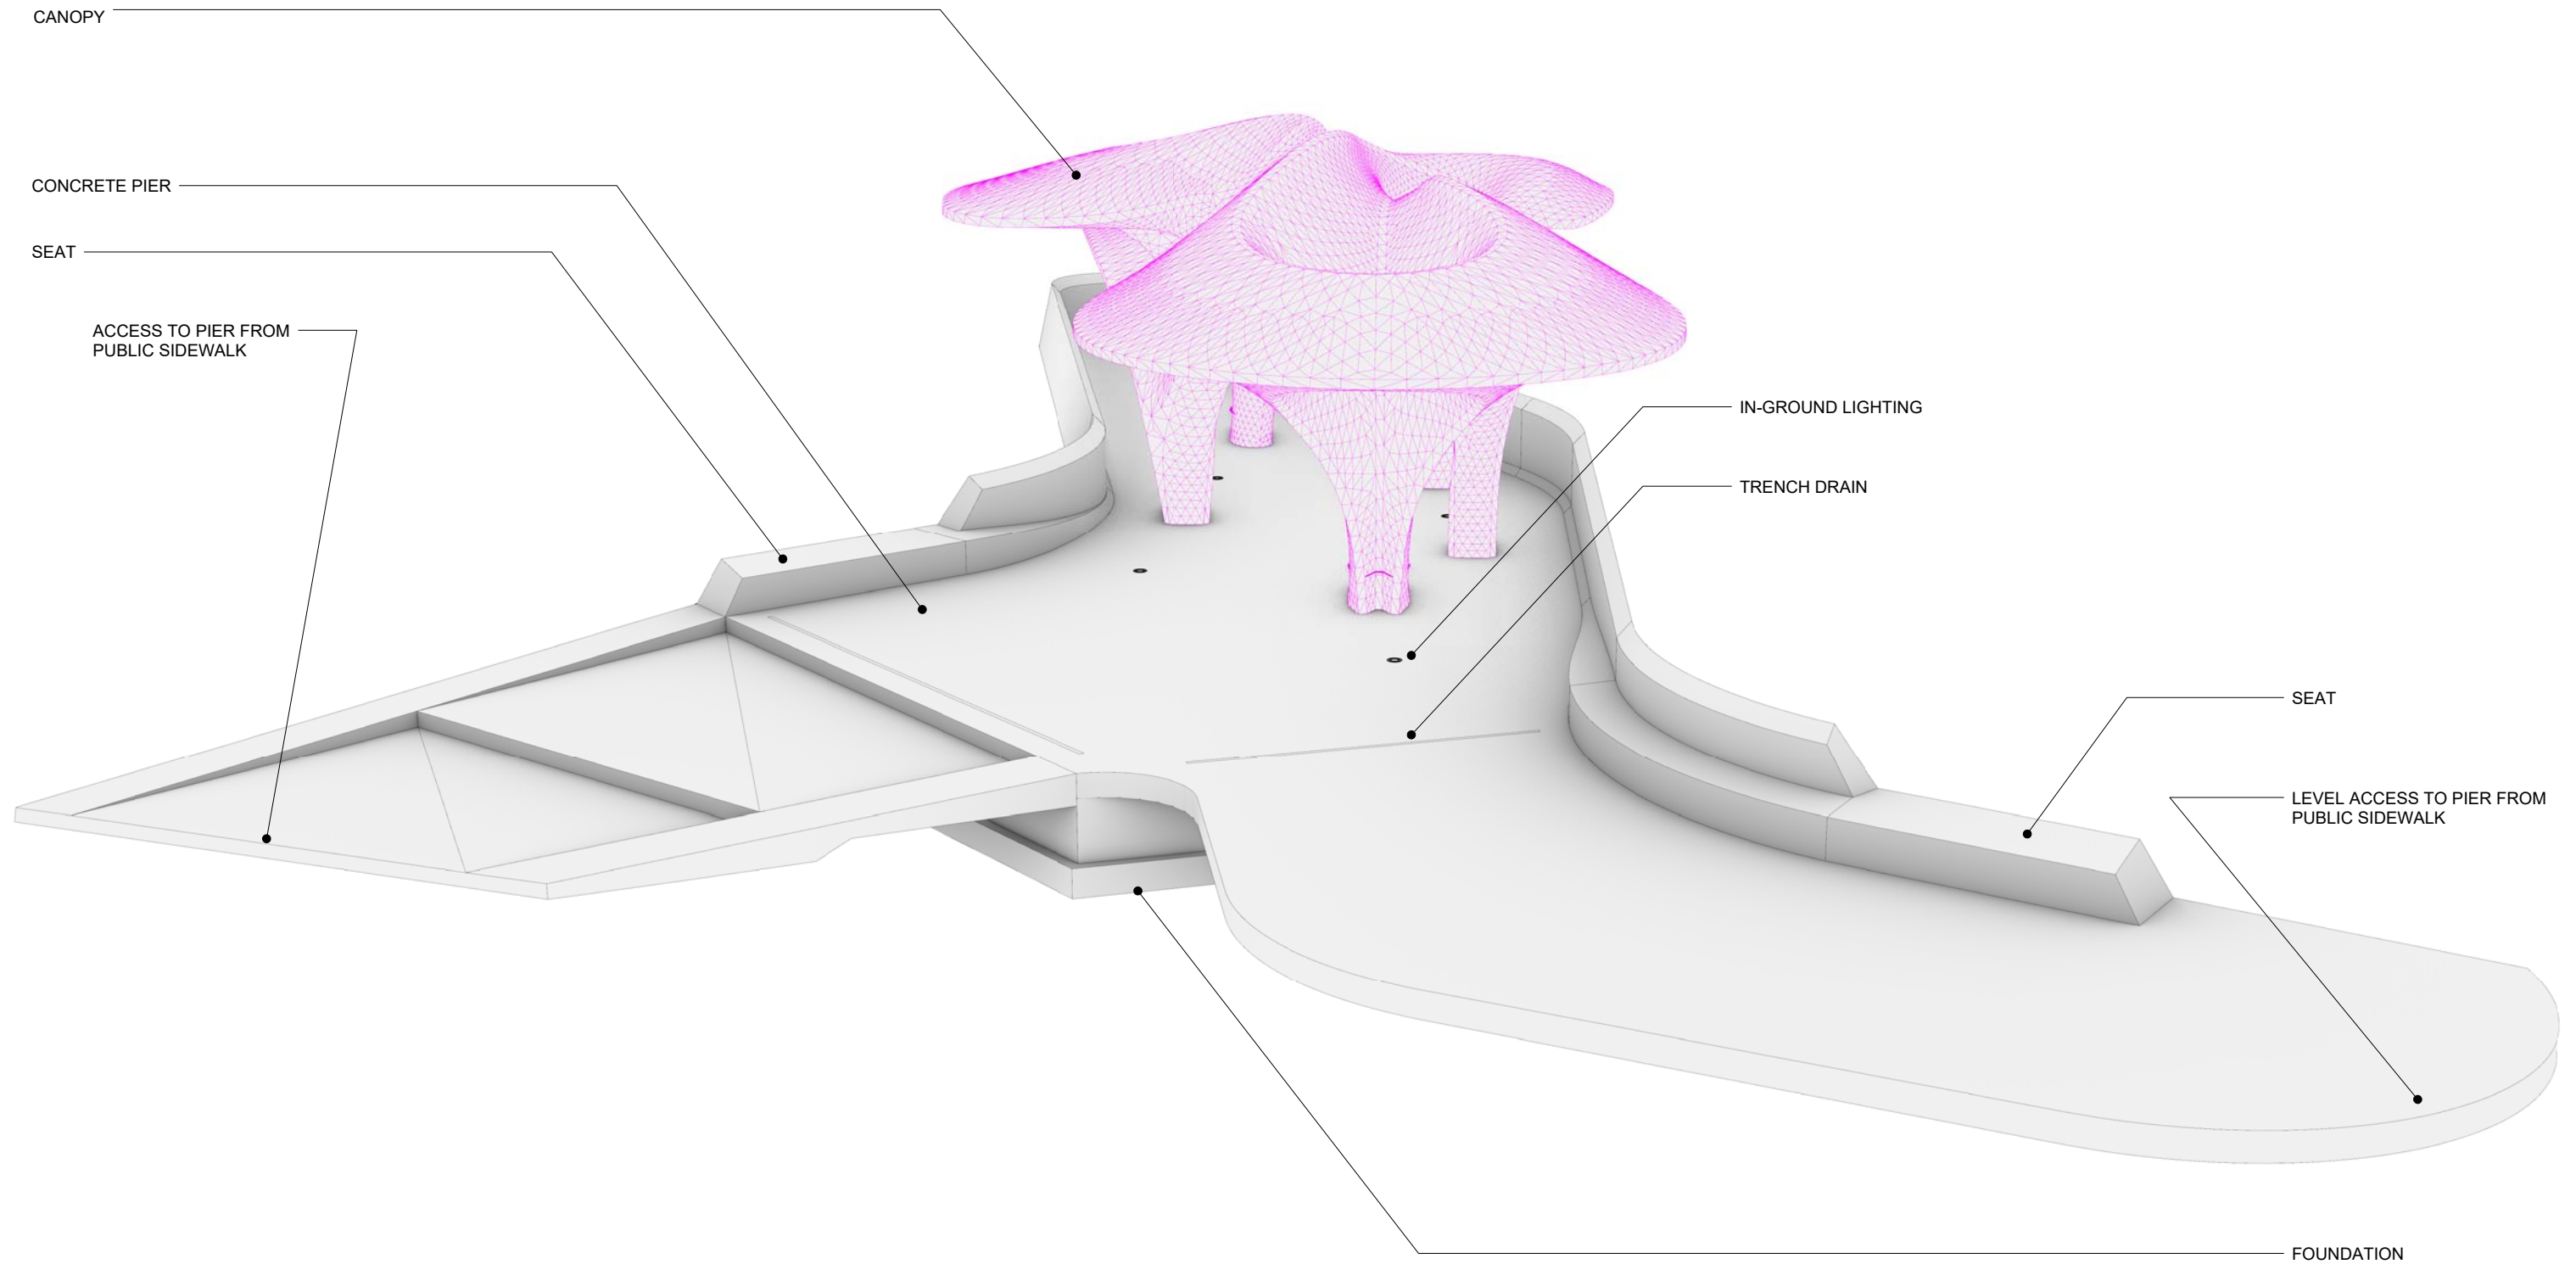 CANOPY
CONCRETE PIER
SEAT
ACCESS TO PIER FROM
PUBLIC SIDEWALK
IN-GROUND LIGHTING
TRENCH DRAIN
SEAT
LEVEL ACCESS TO PIER FROM
PUBLIC SIDEWALK
FOUNDATION